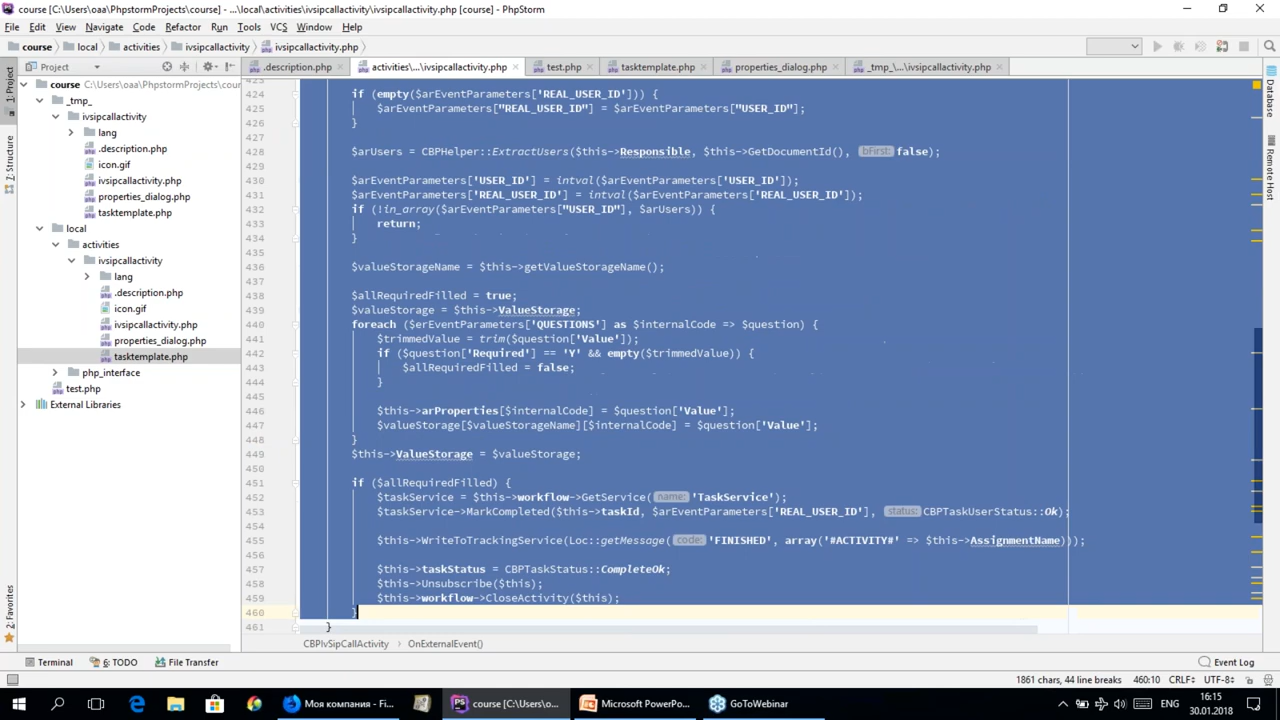 course [C:\Users\oaa\PhpstormProjects\course] - ...\local\activities\ivsipcallactivity\ivsipcallactivity.php [course] - PhpStorm
File Edit View Navigate Code Refactor Run Tools VCS Window Help
course local activities ivsipcallactivity ivsipcallactivity.php
Project
.description.php activities\...\ivsipcallactivity.php test.php tasktemplate.php properties_dialog.php _tmp_\...\ivsipcallactivity.php
1: Project
Z: Structure
2: Favorites
Database
Remote Host
course C:\Users\oaa\PhpstormProjects\cour
_tmp_
ivsipcallactivity
lang
.description.php
icon.gif
ivsipcallactivity.php
properties_dialog.php
tasktemplate.php
local
activities
ivsipcallactivity
lang
.description.php
icon.gif
ivsipcallactivity.php
properties_dialog.php
tasktemplate.php
php_interface
test.php
External Libraries
423
424 if (empty($arEventParameters['REAL_USER_ID'])) {
425 $arEventParameters["REAL_USER_ID"] = $arEventParameters["USER_ID"];
426 }
427
428 $arUsers = CBPHelper::ExtractUsers($this->Responsible, $this->GetDocumentId(), bFirst: false);
429
430 $arEventParameters['USER_ID'] = intval($arEventParameters['USER_ID']);
431 $arEventParameters['REAL_USER_ID'] = intval($arEventParameters['REAL_USER_ID']);
432 if (!in_array($arEventParameters["USER_ID"], $arUsers)) {
433 return;
434 }
435
436 $valueStorageName = $this->getValueStorageName();
437
438 $allRequiredFilled = true;
439 $valueStorage = $this->ValueStorage;
440 foreach ($erEventParameters['QUESTIONS'] as $internalCode => $question) {
441 $trimmedValue = trim($question['Value']);
442 if ($question['Required'] == 'Y' && empty($trimmedValue)) {
443 $allRequiredFilled = false;
444 }
445
446 $this->arProperties[$internalCode] = $question['Value'];
447 $valueStorage[$valueStorageName][$internalCode] = $question['Value'];
448 }
449 $this->ValueStorage = $valueStorage;
450
451 if ($allRequiredFilled) {
452 $taskService = $this->workflow->GetService( name: 'TaskService');
453 $taskService->MarkCompleted($this->taskId, $arEventParameters['REAL_USER_ID'], status: CBPTaskUserStatus::Ok);
454
455 $this->WriteToTrackingService(Loc::getMessage( code: 'FINISHED', array('#ACTIVITY#' => $this->AssignmentName)));
456
457 $this->taskStatus = CBPTaskStatus::CompleteOk;
458 $this->Unsubscribe($this);
459 $this->workflow->CloseActivity($this);
460 }
461 }
CBPIvSipCallActivity OnExternalEvent()
Terminal 6: TODO File Transfer Event Log
1861 chars, 44 line breaks 460:10 CRLF÷ UTF-8÷
Моя компания - Fi... course [C:\Users\o... Microsoft PowerPo... GoToWebinar ENG 16:15
30.01.2018